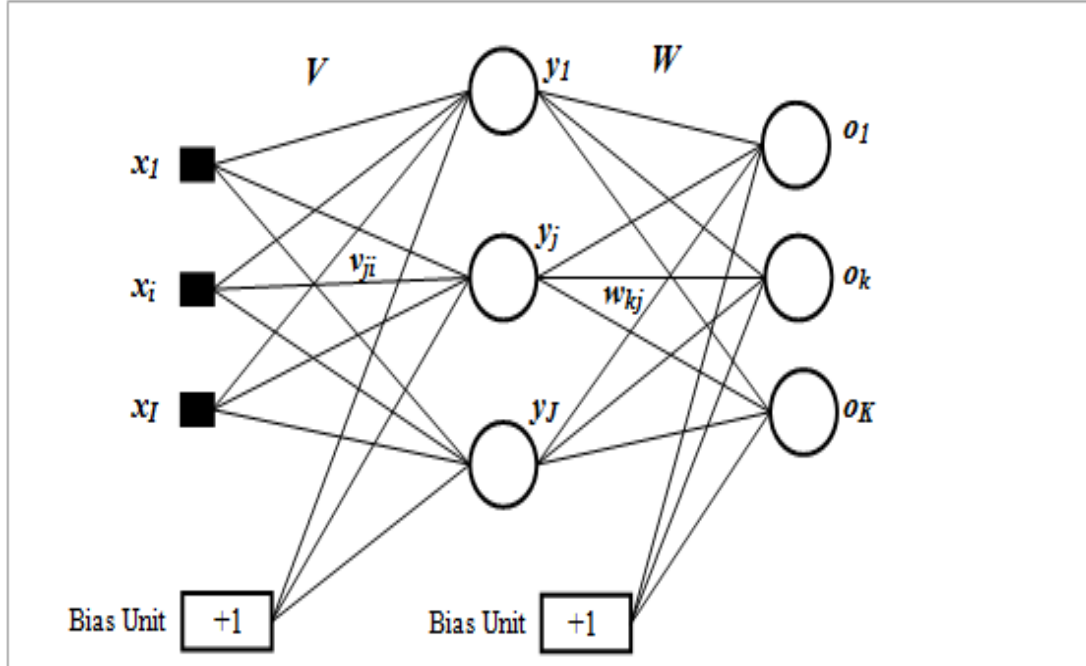 V
W
y1
x1
o1
yj
vji
xi
wkj
ok
xI
yJ
oK
Bias Unit +1
Bias Unit +1